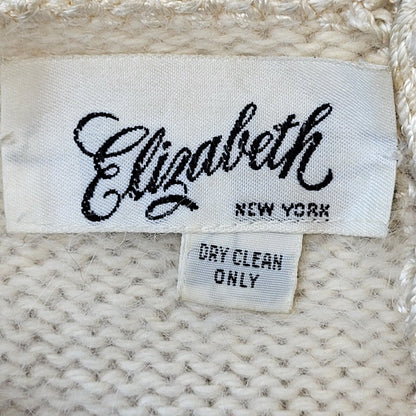 Elizabeth
NEW YORK
DRY CLEAN
ONLY